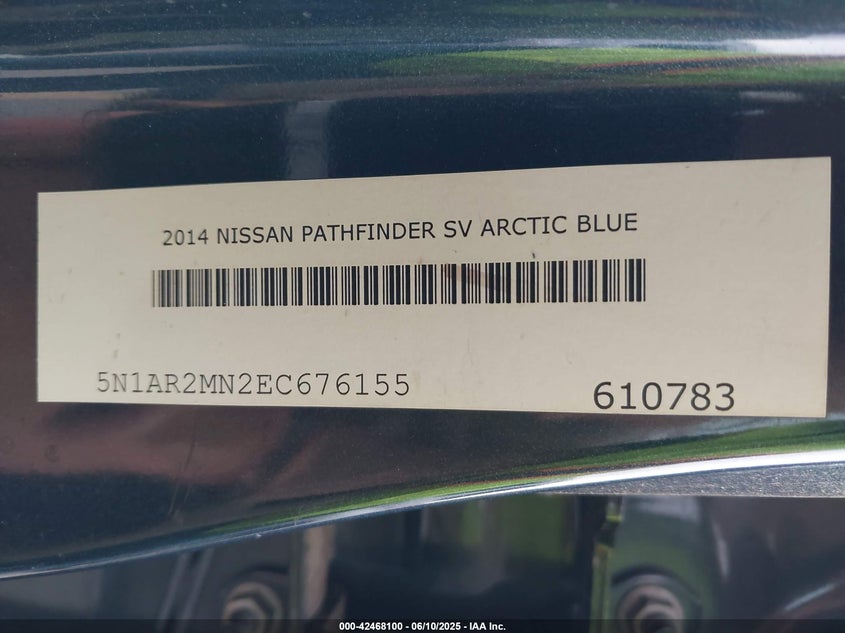 2014 NISSAN PATHFINDER SV ARCTIC BLUE
5N1AR2MN2EC676155
610783
000-42468100 - 06/10/2025 - IAA Inc.